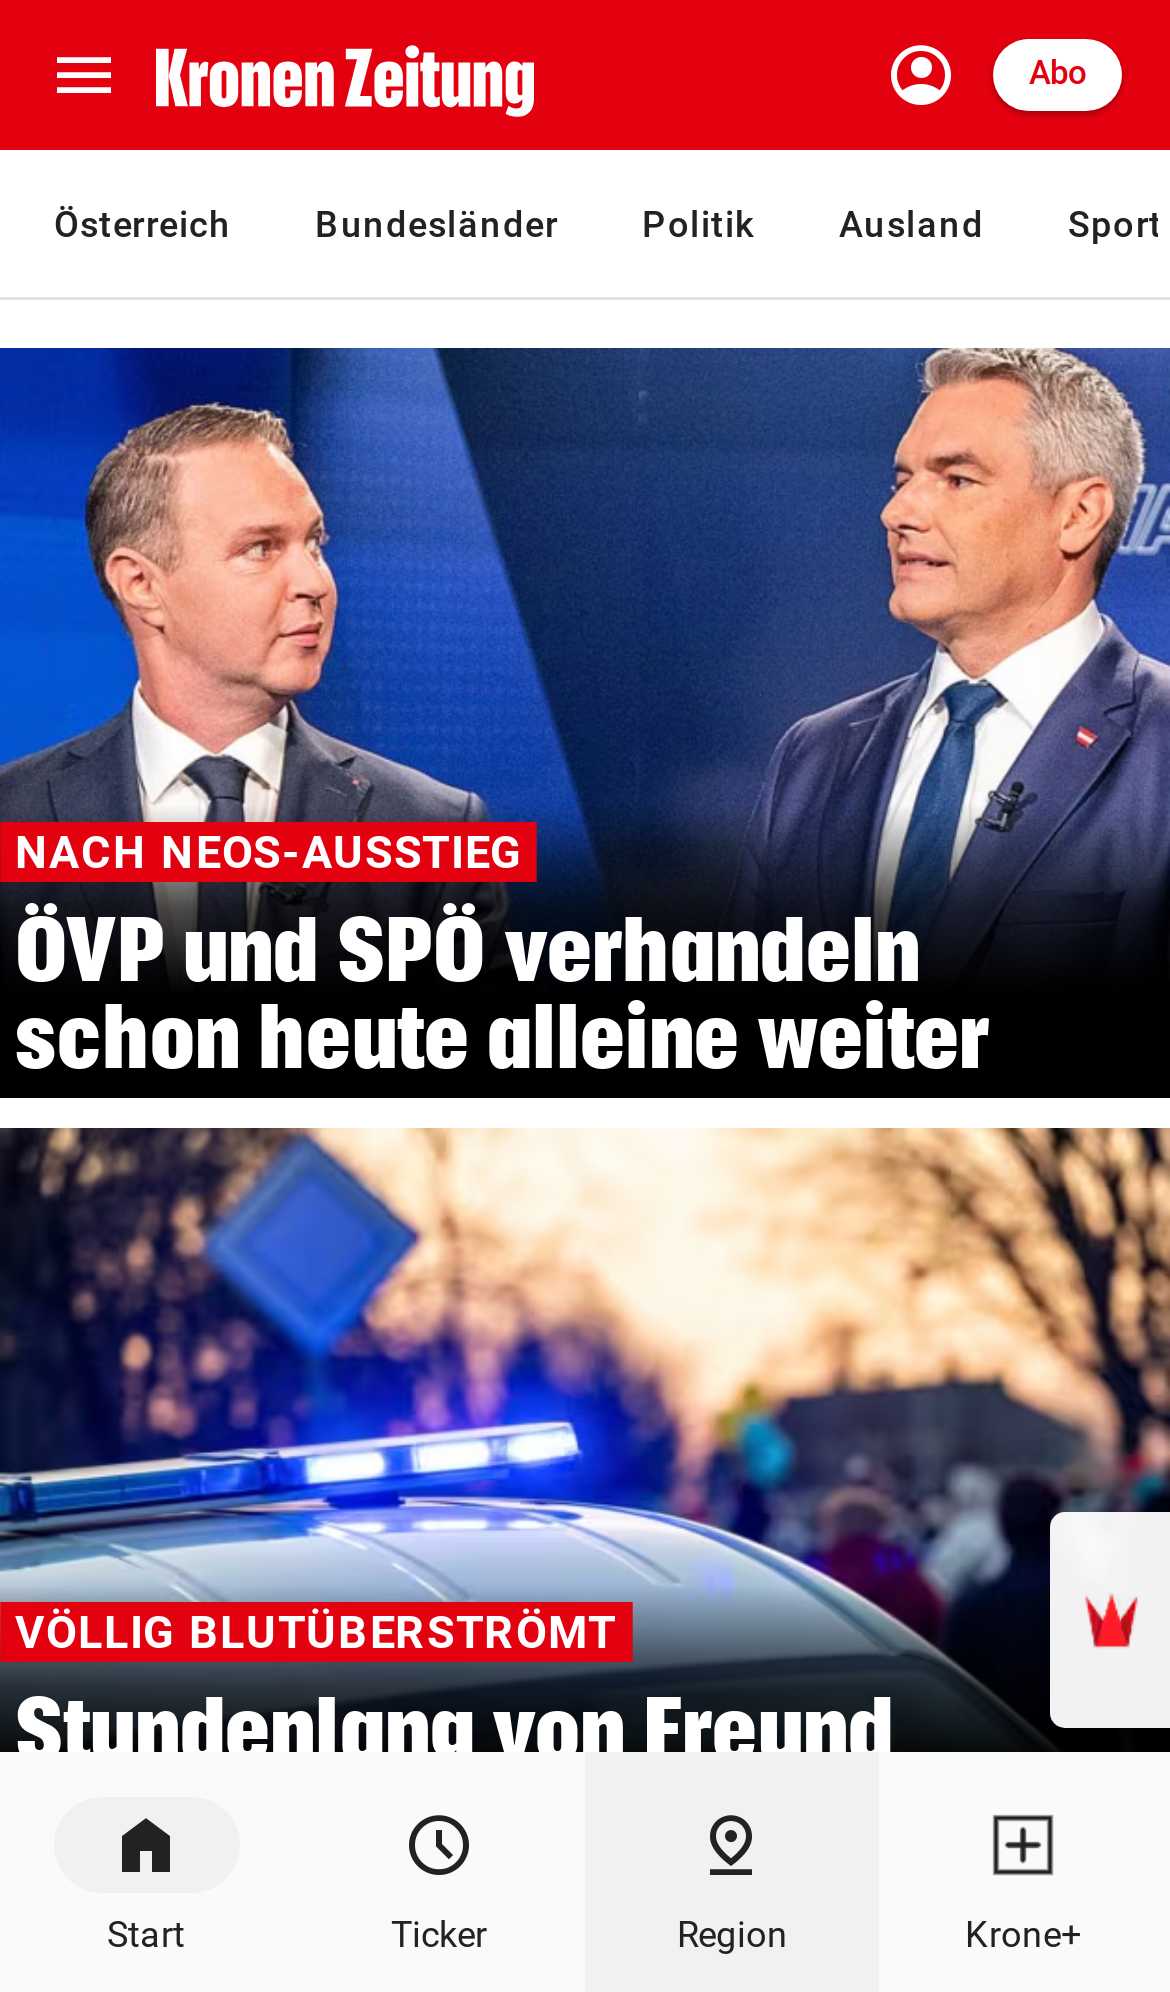 Kronen Zeitung
Abo
Österreich Bundesländer Politik Ausland Sport
NACH NEOS-AUSSTIEG
ÖVP und SPÖ verhandeln
schon heute alleine weiter
VÖLLIG BLUTÜBERSTRÖMT
Stundenlang von Freund
Start Ticker Region Krone+